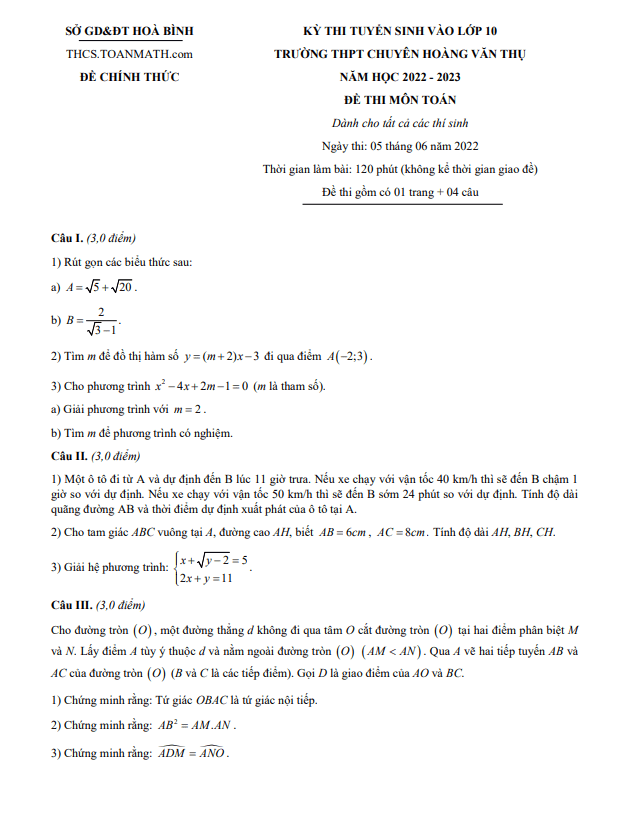 SỞ GD&ĐT HOÀ BÌNH
THCS.TOANMATH.com
ĐỀ CHÍNH THỨC
KỲ THI TUYỂN SINH VÀO LỚP 10
TRƯỜNG THPT CHUYÊN HOÀNG VĂN THỤ
NĂM HỌC 2022 - 2023
ĐỀ THI MÔN TOÁN
Dành cho tất cả các thí sinh
Ngày thi: 05 tháng 06 năm 2022
Thời gian làm bài: 120 phút (không kể thời gian giao đề)
Đề thi gồm có 01 trang + 04 câu
Câu I. (3,0 điểm)
1) Rút gọn các biểu thức sau:
a) A = √5 + √20 .
b) B = 2/(√3 − 1) .
2) Tìm m để đồ thị hàm số y = (m + 2)x − 3 đi qua điểm A(−2;3) .
3) Cho phương trình x² − 4x + 2m − 1 = 0 (m là tham số).
a) Giải phương trình với m = 2 .
b) Tìm m để phương trình có nghiệm.
Câu II. (3,0 điểm)
1) Một ô tô đi từ A và dự định đến B lúc 11 giờ trưa. Nếu xe chạy với vận tốc 40 km/h thì sẽ đến B chậm 1
giờ so với dự định. Nếu xe chạy với vận tốc 50 km/h thì sẽ đến B sớm 24 phút so với dự định. Tính độ dài
quãng đường AB và thời điểm dự định xuất phát của ô tô tại A.
2) Cho tam giác ABC vuông tại A, đường cao AH, biết AB = 6cm , AC = 8cm . Tính độ dài AH, BH, CH.
3) Giải hệ phương trình: { x + √(y − 2) = 5
2x + y = 11 .
Câu III. (3,0 điểm)
Cho đường tròn (O) , một đường thẳng d không đi qua tâm O cắt đường tròn (O) tại hai điểm phân biệt M
và N. Lấy điểm A tùy ý thuộc d và nằm ngoài đường tròn (O) (AM < AN) . Qua A vẽ hai tiếp tuyến AB và
AC của đường tròn (O) (B và C là các tiếp điểm). Gọi D là giao điểm của AO và BC.
1) Chứng minh rằng: Tứ giác OBAC là tứ giác nội tiếp.
2) Chứng minh rằng: AB² = AM.AN .
3) Chứng minh rằng: \widehat{ADM} = \widehat{ANO} .